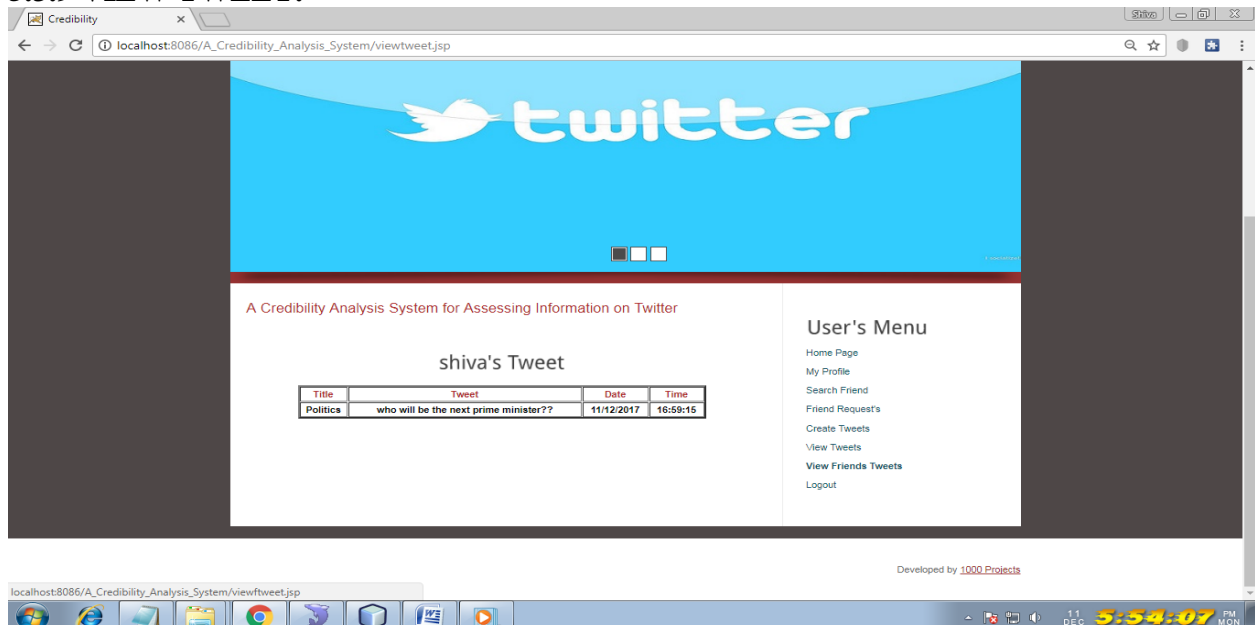 Credibility
Shiva
localhost:8086/A_Credibility_Analysis_System/viewtweet.jsp
twitter
A Credibility Analysis System for Assessing Information on Twitter
User's Menu
Home Page
shiva's Tweet
My Profile
Search Friend
Title Tweet Date Time
Politics who will be the next prime minister?? 11/12/2017 16:59:15
Friend Request's
Create Tweets
View Tweets
View Friends Tweets
Logout
Developed by 1000 Projects
localhost:8086/A_Credibility_Analysis_System/viewftweet.jsp
11 DEC 5:54:07 PM MON